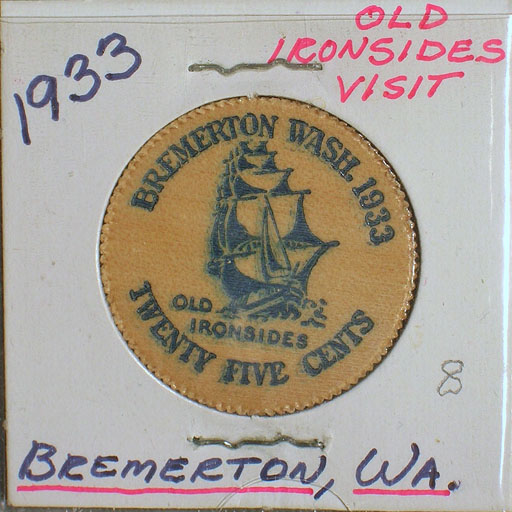 1933
OLD
IRONSIDES
VISIT
BREMERTON WASH. 1933
OLD
IRONSIDES
TWENTY FIVE CENTS
8
BREMERTON, WA.